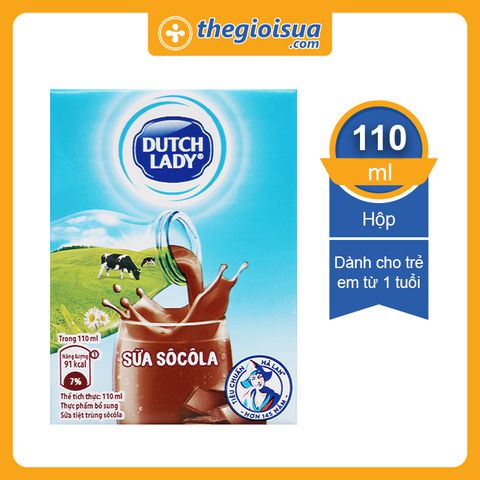 thegioisua
.com
DUTCH
LADY®
Trong 110 ml
Năng lượng
91 kcal
7%
Thể tích thực: 110 ml
Thực phẩm bổ sung
Sữa tiệt trùng sôcôla
SỮA SÔCÔLA
TIÊU CHUẨN HÀ LAN
HƠN 145 NĂM
110
ml
Hộp
Dành cho trẻ
em từ 1 tuổi